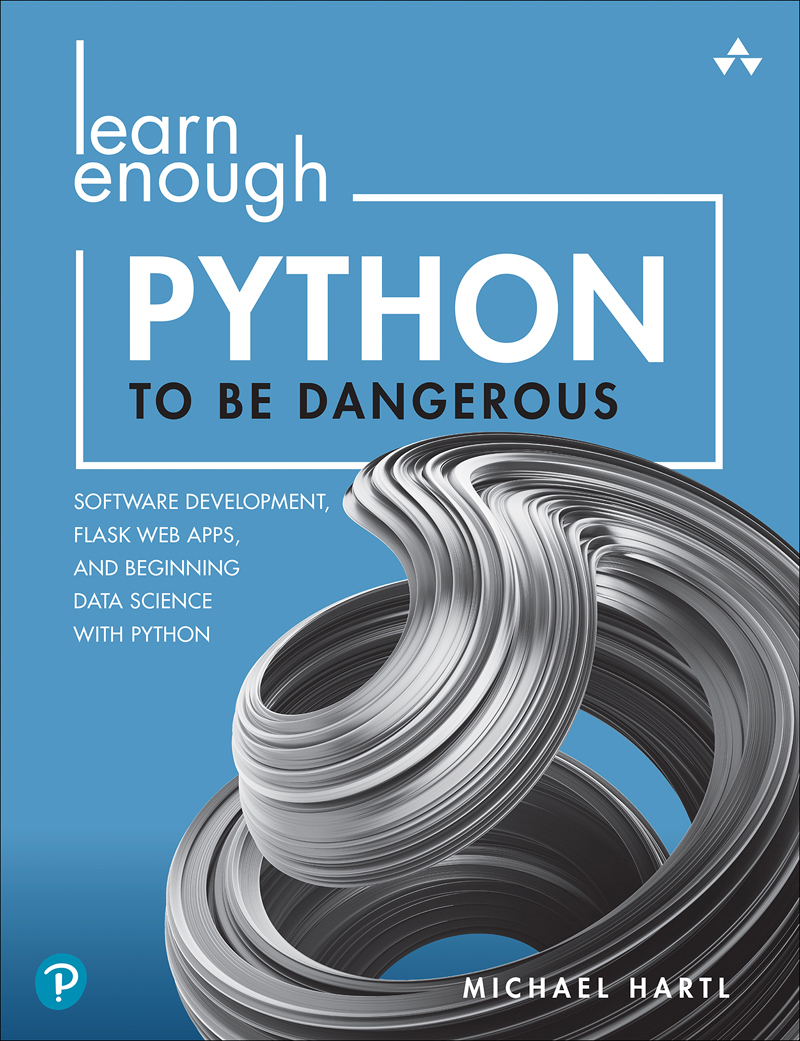 learn
enough
PYTHON
TO BE DANGEROUS
SOFTWARE DEVELOPMENT,
FLASK WEB APPS,
AND BEGINNING
DATA SCIENCE
WITH PYTHON
P
MICHAEL HARTL